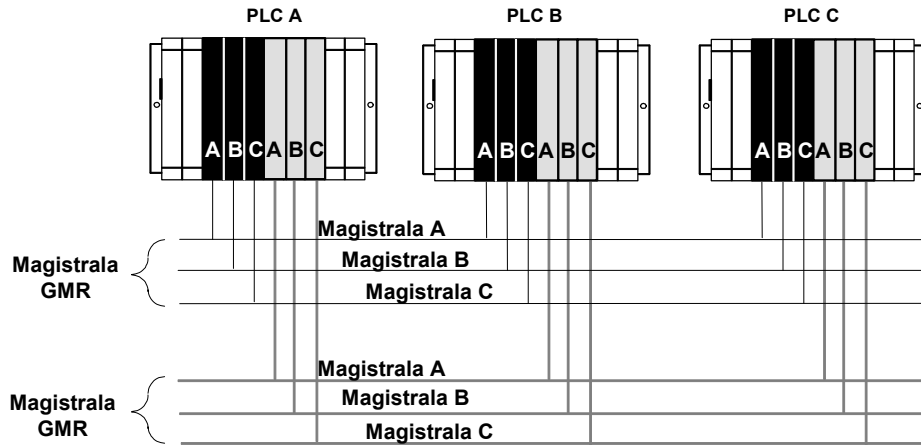 PLC A PLC B PLC C
A B C A B C A B C A B C A B C A B C
Magistrala A
Magistrala B
Magistrala C
Magistrala
GMR
Magistrala A
Magistrala B
Magistrala C
Magistrala
GMR